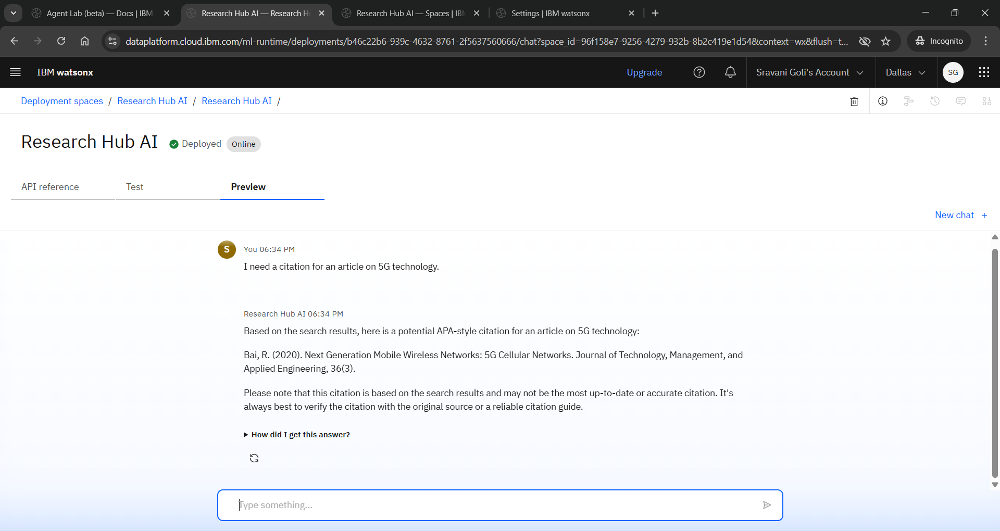 Agent Lab (beta) — Docs | IBM
Research Hub AI — Research H
Research Hub AI — Spaces | IB
Settings | IBM watsonx
dataplatform.cloud.ibm.com/ml-runtime/deployments/b46c22b6-939c-4632-8761-2f5637560666/chat?space_id=96f158e7-9256-4279-932b-8b2c419e1d54&context=wx&flush=t...
Incognito
IBM watsonx
Upgrade
Sravani Goli's Account
Dallas
SG
Deployment spaces / Research Hub AI / Research Hub AI /
Research Hub AI
Deployed
Online
API reference
Test
Preview
New chat +
S
You 06:34 PM
I need a citation for an article on 5G technology.
Research Hub AI 06:34 PM
Based on the search results, here is a potential APA-style citation for an article on 5G technology:
Bai, R. (2020). Next Generation Mobile Wireless Networks: 5G Cellular Networks. Journal of Technology, Management, and
Applied Engineering, 36(3).
Please note that this citation is based on the search results and may not be the most up-to-date or accurate citation. It's
always best to verify the citation with the original source or a reliable citation guide.
How did I get this answer?
Type something...